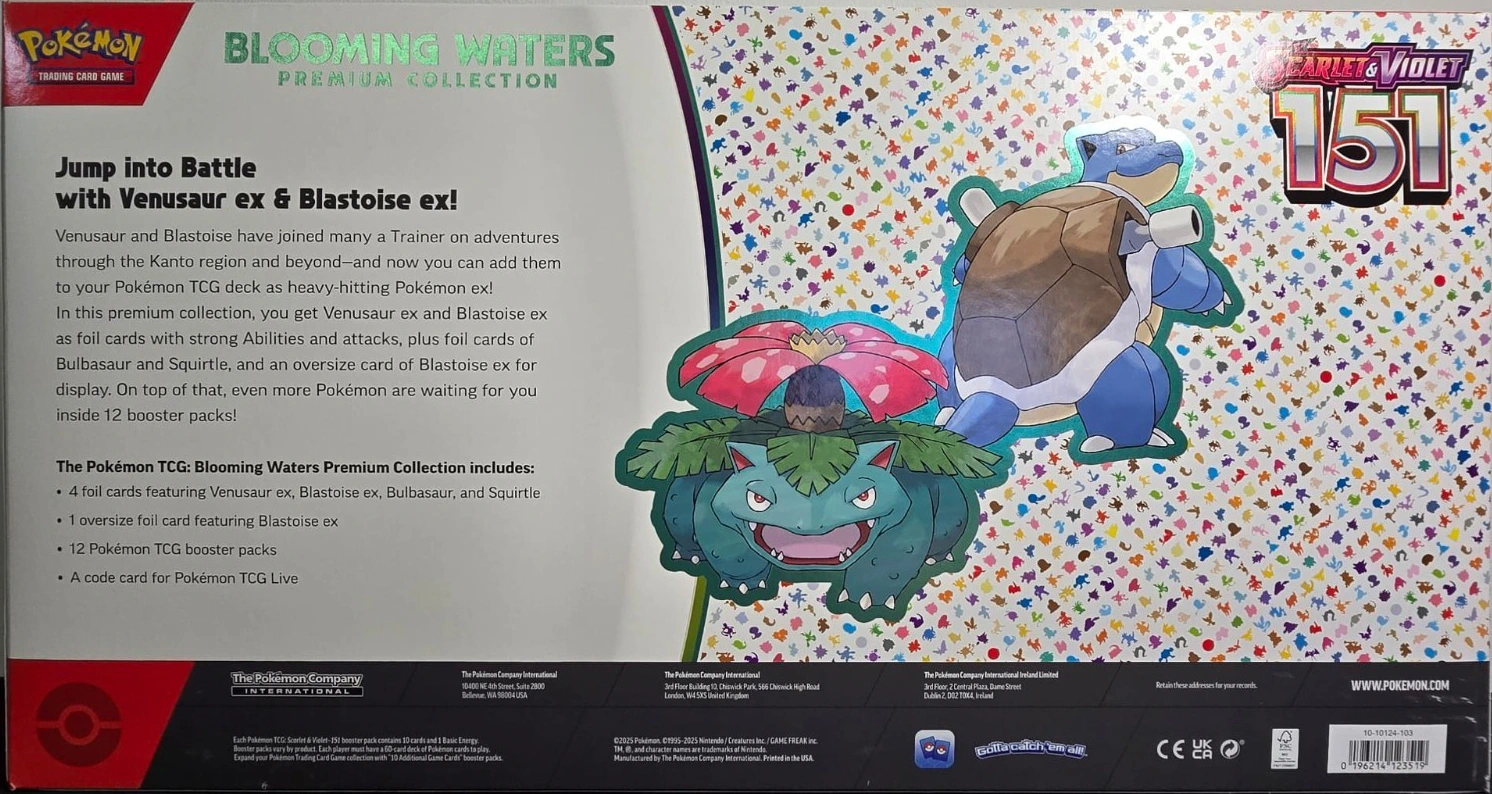 POKéMON
TRADING CARD GAME
BLOOMING WATERS
PREMIUM COLLECTION
SCARLET & VIOLET
151
Jump into Battle
with Venusaur ex & Blastoise ex!
Venusaur and Blastoise have joined many a Trainer on adventures
through the Kanto region and beyond—and now you can add them
to your Pokémon TCG deck as heavy-hitting Pokémon ex!
In this premium collection, you get Venusaur ex and Blastoise ex
as foil cards with strong Abilities and attacks, plus foil cards of
Bulbasaur and Squirtle, and an oversize card of Blastoise ex for
display. On top of that, even more Pokémon are waiting for you
inside 12 booster packs!
The Pokémon TCG: Blooming Waters Premium Collection includes:
• 4 foil cards featuring Venusaur ex, Blastoise ex, Bulbasaur, and Squirtle
• 1 oversize foil card featuring Blastoise ex
• 12 Pokémon TCG booster packs
• A code card for Pokémon TCG Live
The Pokémon Company
INTERNATIONAL
The Pokémon Company International
10400 NE 4th Street, Suite 2800
Bellevue, WA 98004 USA
The Pokémon Company International
3rd Floor Building 10, Chiswick Park, 566 Chiswick High Road
London, W4 5XS United Kingdom
The Pokémon Company International Ireland Limited
3rd Floor, 2 Central Plaza, Dame Street
Dublin 2, D02 T0X4, Ireland
Retain these addresses for your records.
WWW.POKEMON.COM
Each Pokémon TCG: Scarlet & Violet—151 booster pack contains 10 cards and 1 Basic Energy.
Booster packs vary by product. Each player must have a 60-card deck of Pokémon cards to play.
Expand your Pokémon Trading Card Game collection with "10 Additional Game Cards" booster packs.
©2025 Pokémon. ©1995–2025 Nintendo / Creatures Inc. / GAME FREAK inc.
TM, ®, and character names are trademarks of Nintendo.
Manufactured by The Pokémon Company International. Printed in the USA.
Gotta catch 'em all!
CE UK CA
FSC
10-10124-103
0 196214 123519